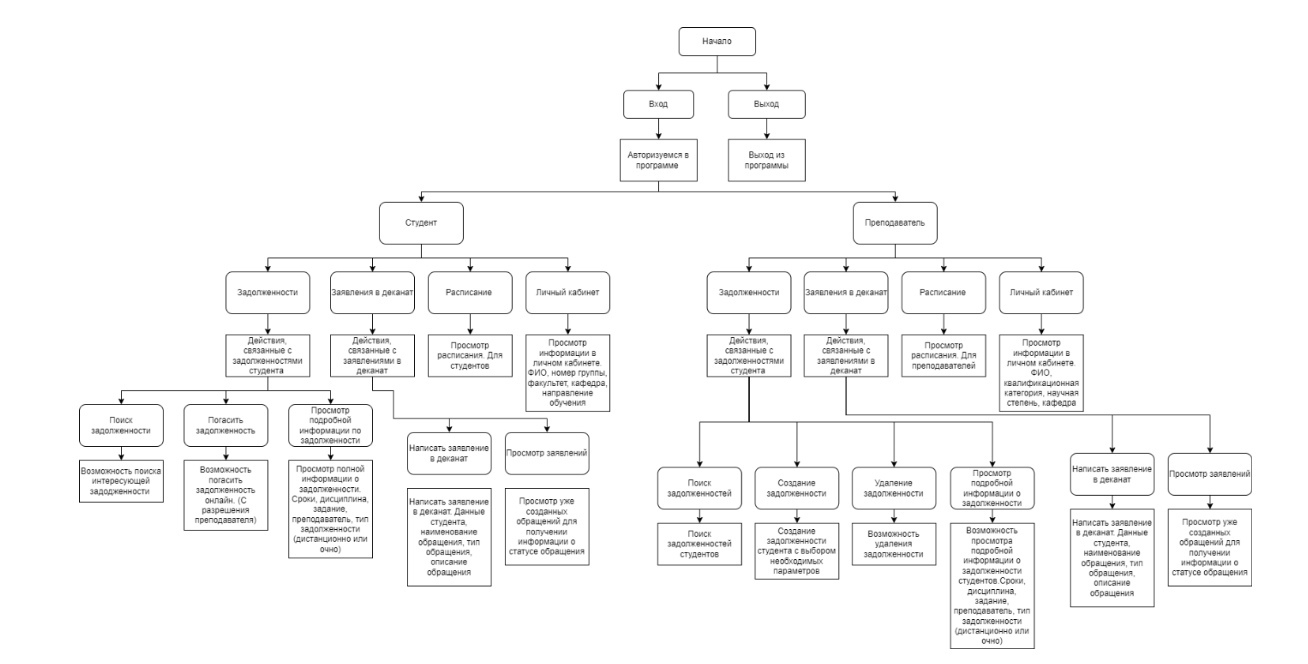 Начало
Вход
Выход
Авторизуемся в
программе
Выход из
программы
Студент
Преподаватель
Задолженности
Заявления в деканат
Расписание
Личный кабинет
Задолженности
Заявления в деканат
Расписание
Личный кабинет
Действия,
связанные с
задолженностями
студента
Действия,
связанные с
заявлениями в
деканат
Просмотр
расписания. Для
студентов
Просмотр
информации в
личном кабинете.
ФИО, номер группы,
факультет, кафедра,
направление
обучения
Действия,
связанные с
задолженностями
студента
Действия,
связанные с
заявлениями в
деканат
Просмотр
расписания. Для
преподавателей
Просмотр
информации в
личном кабинете.
ФИО,
квалификационная
категория, научная
степень, кафедра
Поиск
задолженности
Погасить
задолженность
Просмотр
подробной
информации по
задолженности
Написать заявление
в деканат
Просмотр заявлений
Возможность поиска
интересующей
задодженности
Возможность
погасить
задолженность
онлайн. (С
разрешения
преподавателя)
Просмотр полной
информации о
задолженности.
Сроки, дисциплина,
задание,
преподаватель, тип
задолженности
(дистанционо или
очно)
Написать заявление
в деканат. Данные
студента,
наименование
обращения, тип
обращения,
описание
обращения
Просмотр уже
созданных
обращений для
получении
информации о
статусе обращения
Поиск
задолженностей
Создание
задолженности
Удаление
задолженности
Просмотр
подробной
информации о
задолженности
Написать заявление
в деканат
Просмотр заявлений
Поиск
задолженностей
студентов
Создание
задолженности
студента с выбором
необходимых
параметров
Возможность
удаления
задолженности
Возможность
просмотра
подробной
информации о
задолженности
студентов.Сроки,
дисциплина,
задание,
преподаватель, тип
задолженности
(дистанционно или
очно)
Написать заявление
в деканат. Данные
студента,
наименование
обращения, тип
обращения,
описание
обращения
Просмотр уже
созданных
обращений для
получении
информации о
статусе обращения